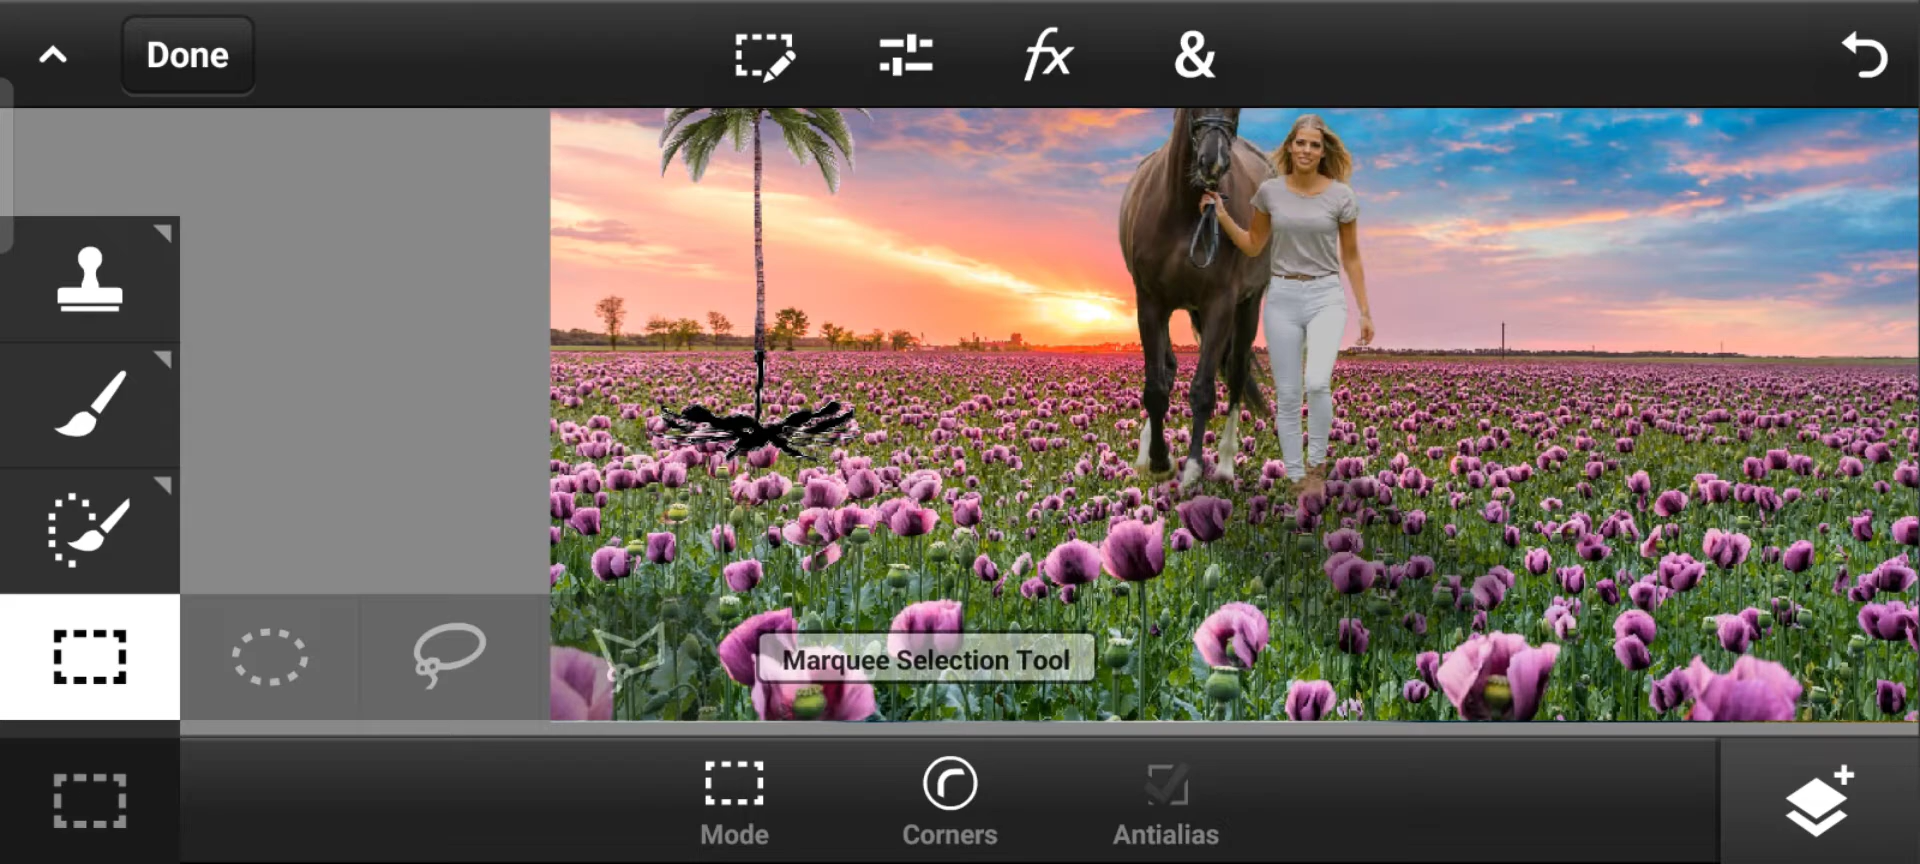 Done
fx
&
Marquee Selection Tool
Mode
Corners
Antialias